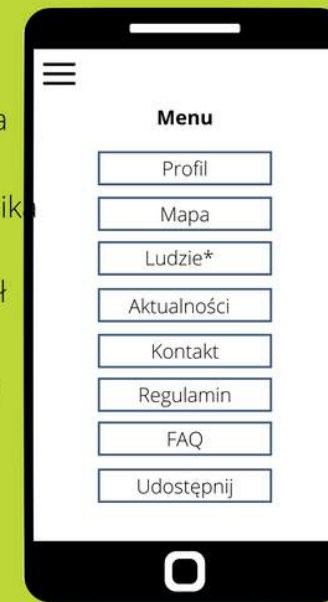 Menu
Profil
Mapa
Ludzie*
Aktualności
Kontakt
Regulamin
FAQ
Udostępnij